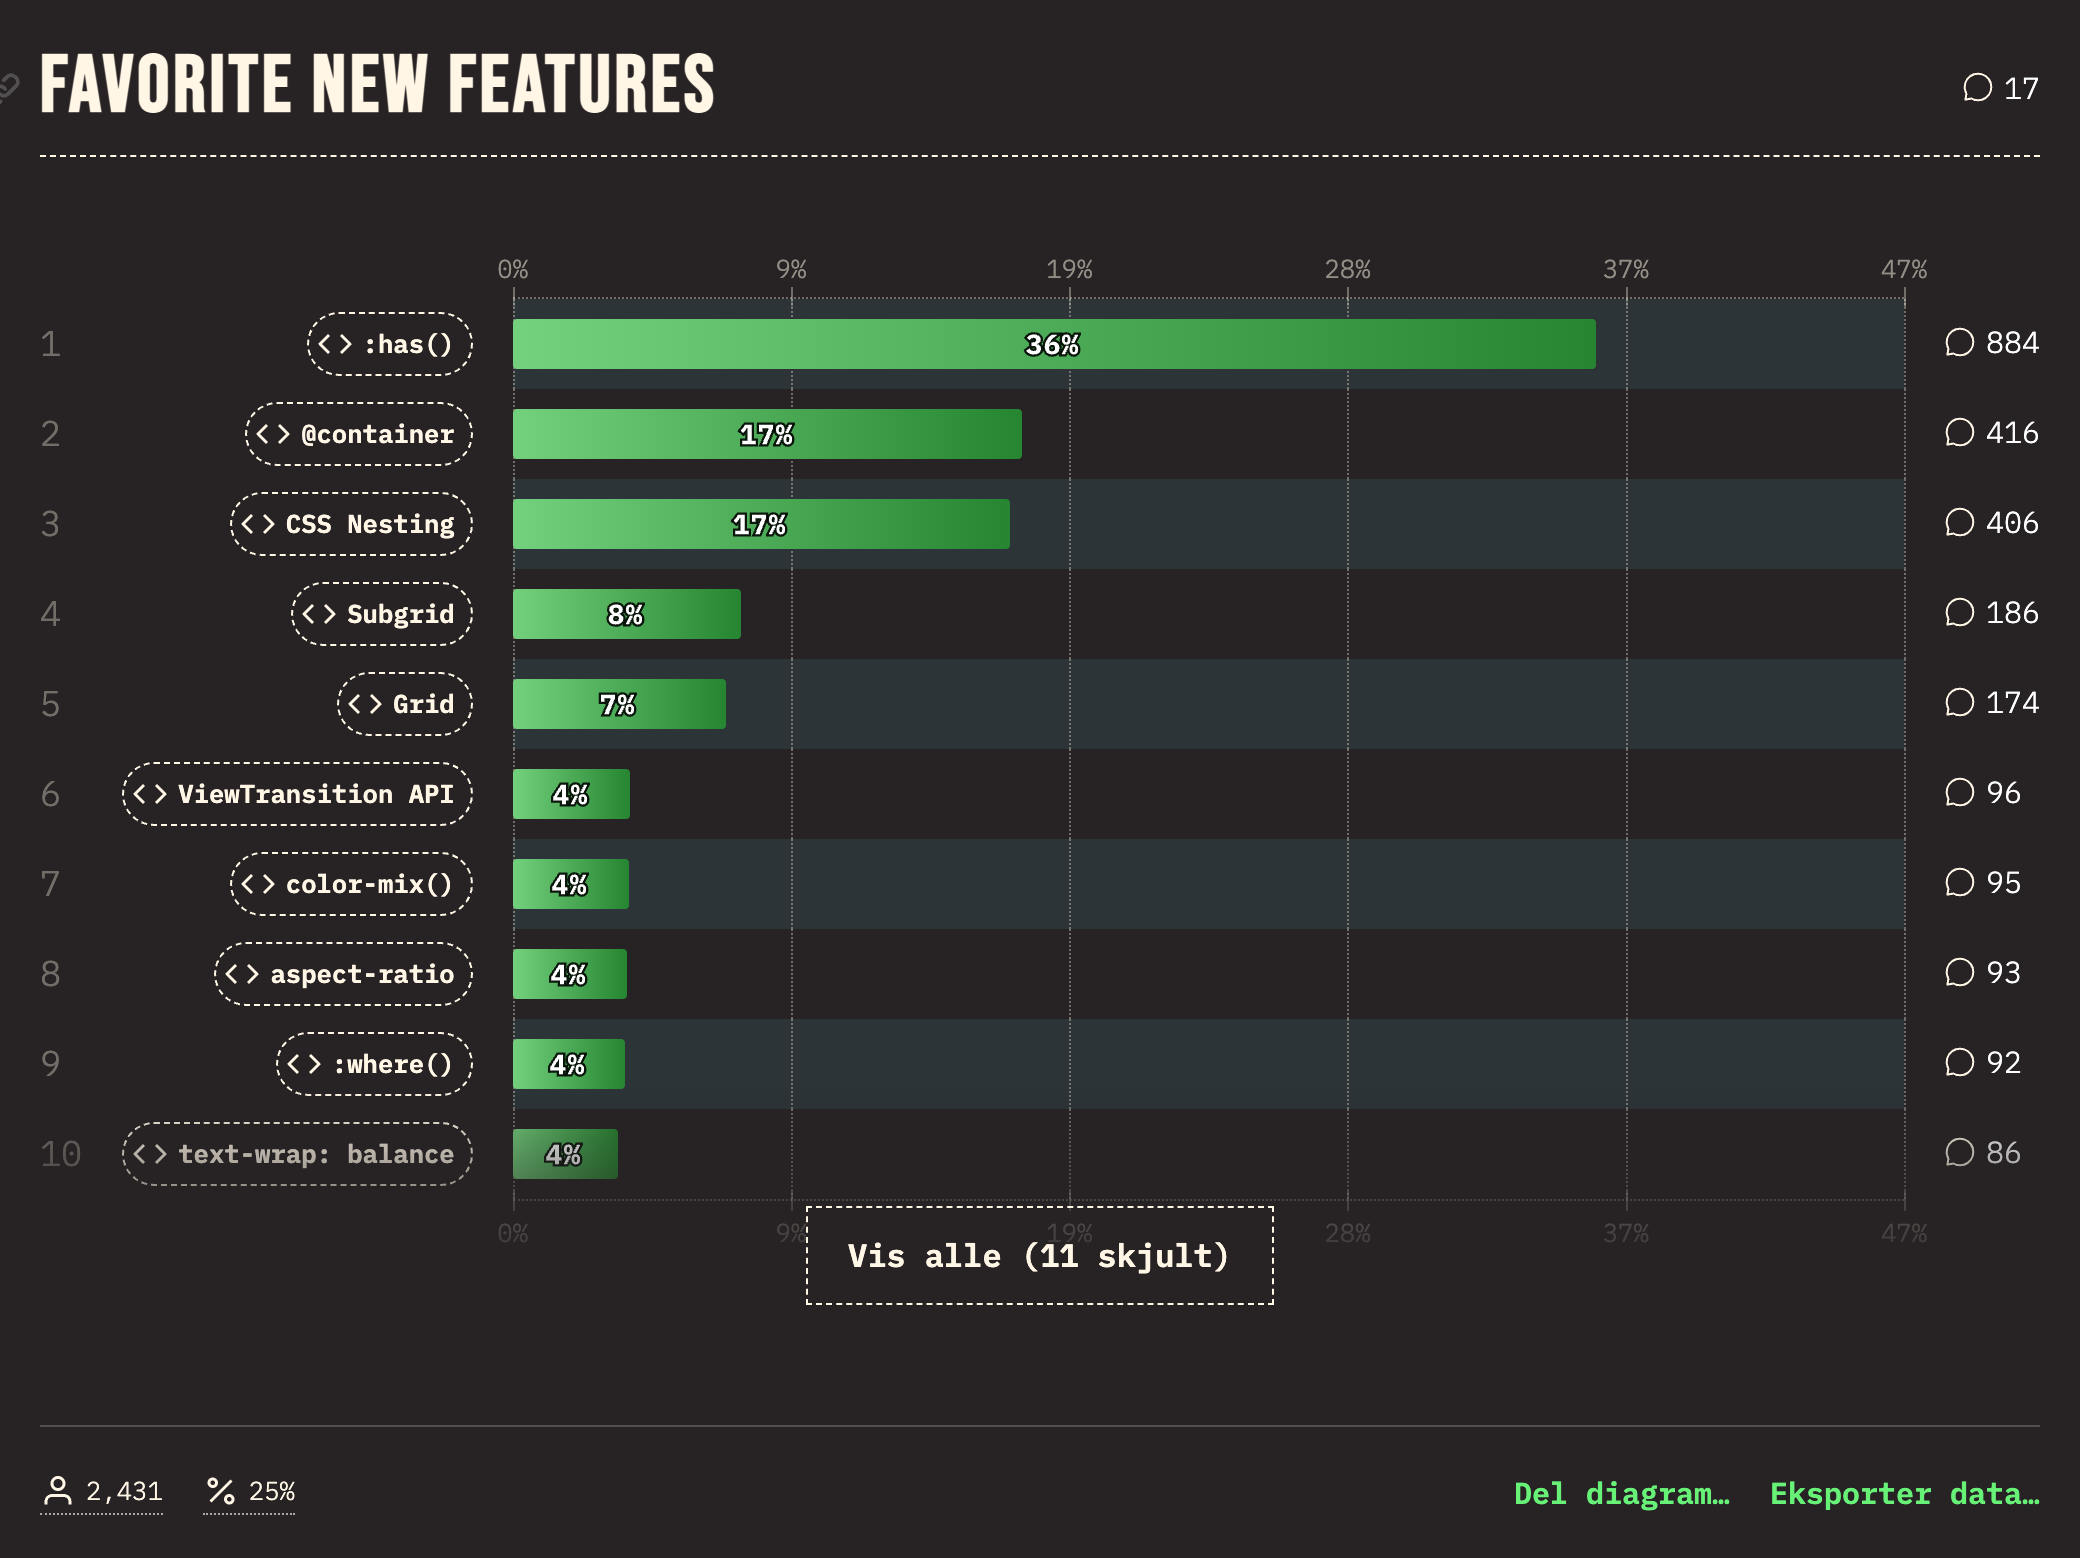 FAVORITE NEW FEATURES
17
0% 9% 19% 28% 37% 47%
1 <> :has() 36% 884
2 <> @container 17% 416
3 <> CSS Nesting 17% 406
4 <> Subgrid 8% 186
5 <> Grid 7% 174
6 <> ViewTransition API 4% 96
7 <> color-mix() 4% 95
8 <> aspect-ratio 4% 93
9 <> :where() 4% 92
10 <> text-wrap: balance 4% 86
0% 9% 19% 28% 37% 47%
Vis alle (11 skjult)
2,431 % 25% Del diagram… Eksporter data…